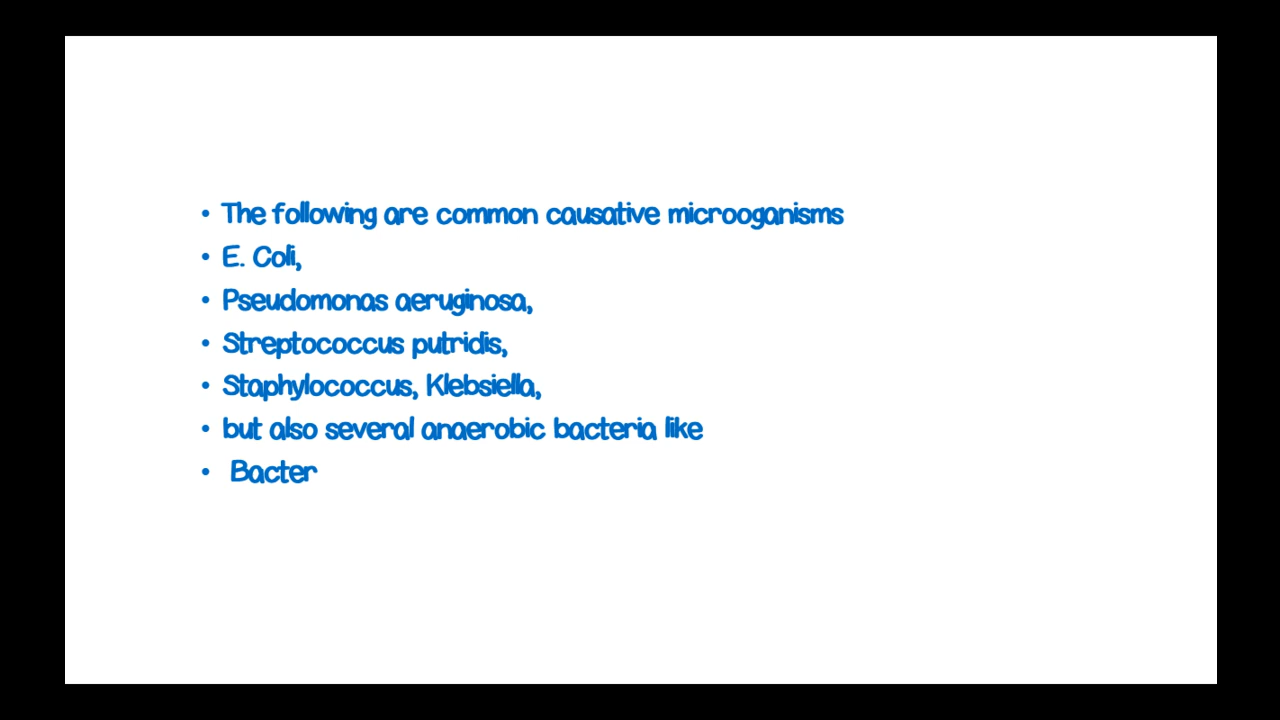 • The following are common causative microoganisms
• E. Coli,
• Pseudomonas aeruginosa,
• Streptococcus putridis,
• Staphylococcus, Klebsiella,
• but also several anaerobic bacteria like
• Bacter